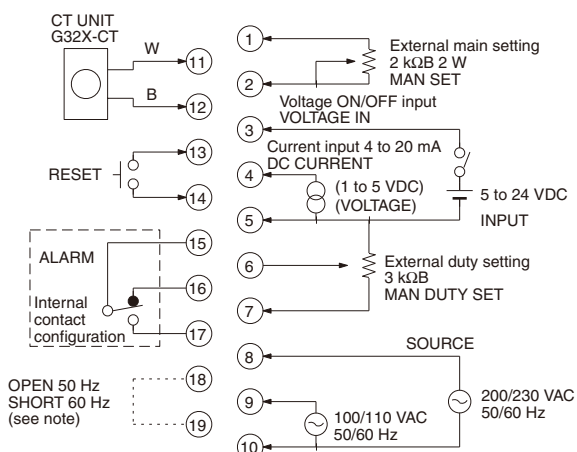 CT UNIT
G32X-CT
W
11
B
12
1
External main setting
2 kΩB 2 W
MAN SET
2
Voltage ON/OFF input
VOLTAGE IN
3
13
RESET
14
Current input 4 to 20 mA
DC CURRENT
4
(1 to 5 VDC)
(VOLTAGE)
5 to 24 VDC
INPUT
5
15
ALARM
16
Internal
contact
configuration
17
6
External duty setting
3 kΩB
MAN DUTY SET
7
8
SOURCE
200/230 VAC
50/60 Hz
18
OPEN 50 Hz
SHORT 60 Hz
(see note)
19
9
100/110 VAC
50/60 Hz
10